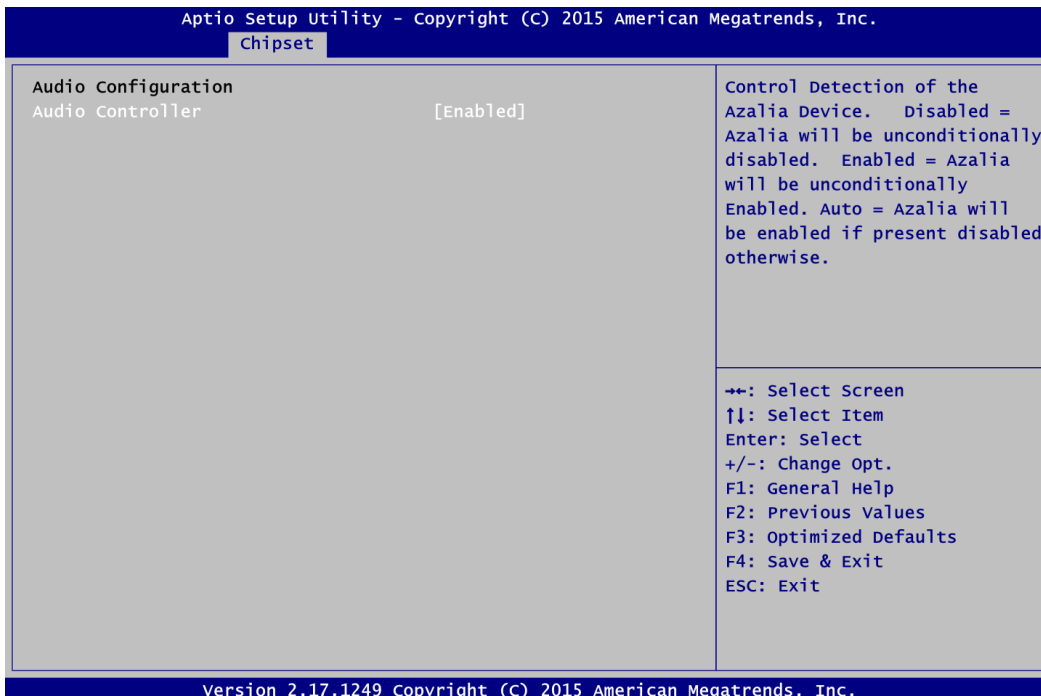 Aptio Setup Utility - Copyright (C) 2015 American Megatrends, Inc.
Chipset
Audio Configuration
Audio Controller [Enabled]
Control Detection of the
Azalia Device. Disabled =
Azalia will be unconditionally
disabled. Enabled = Azalia
will be unconditionally
Enabled. Auto = Azalia will
be enabled if present disabled
otherwise.
→←: Select Screen
↑↓: Select Item
Enter: Select
+/-: Change Opt.
F1: General Help
F2: Previous Values
F3: Optimized Defaults
F4: Save & Exit
ESC: Exit
Version 2.17.1249 Copyright (C) 2015 American Megatrends, Inc.